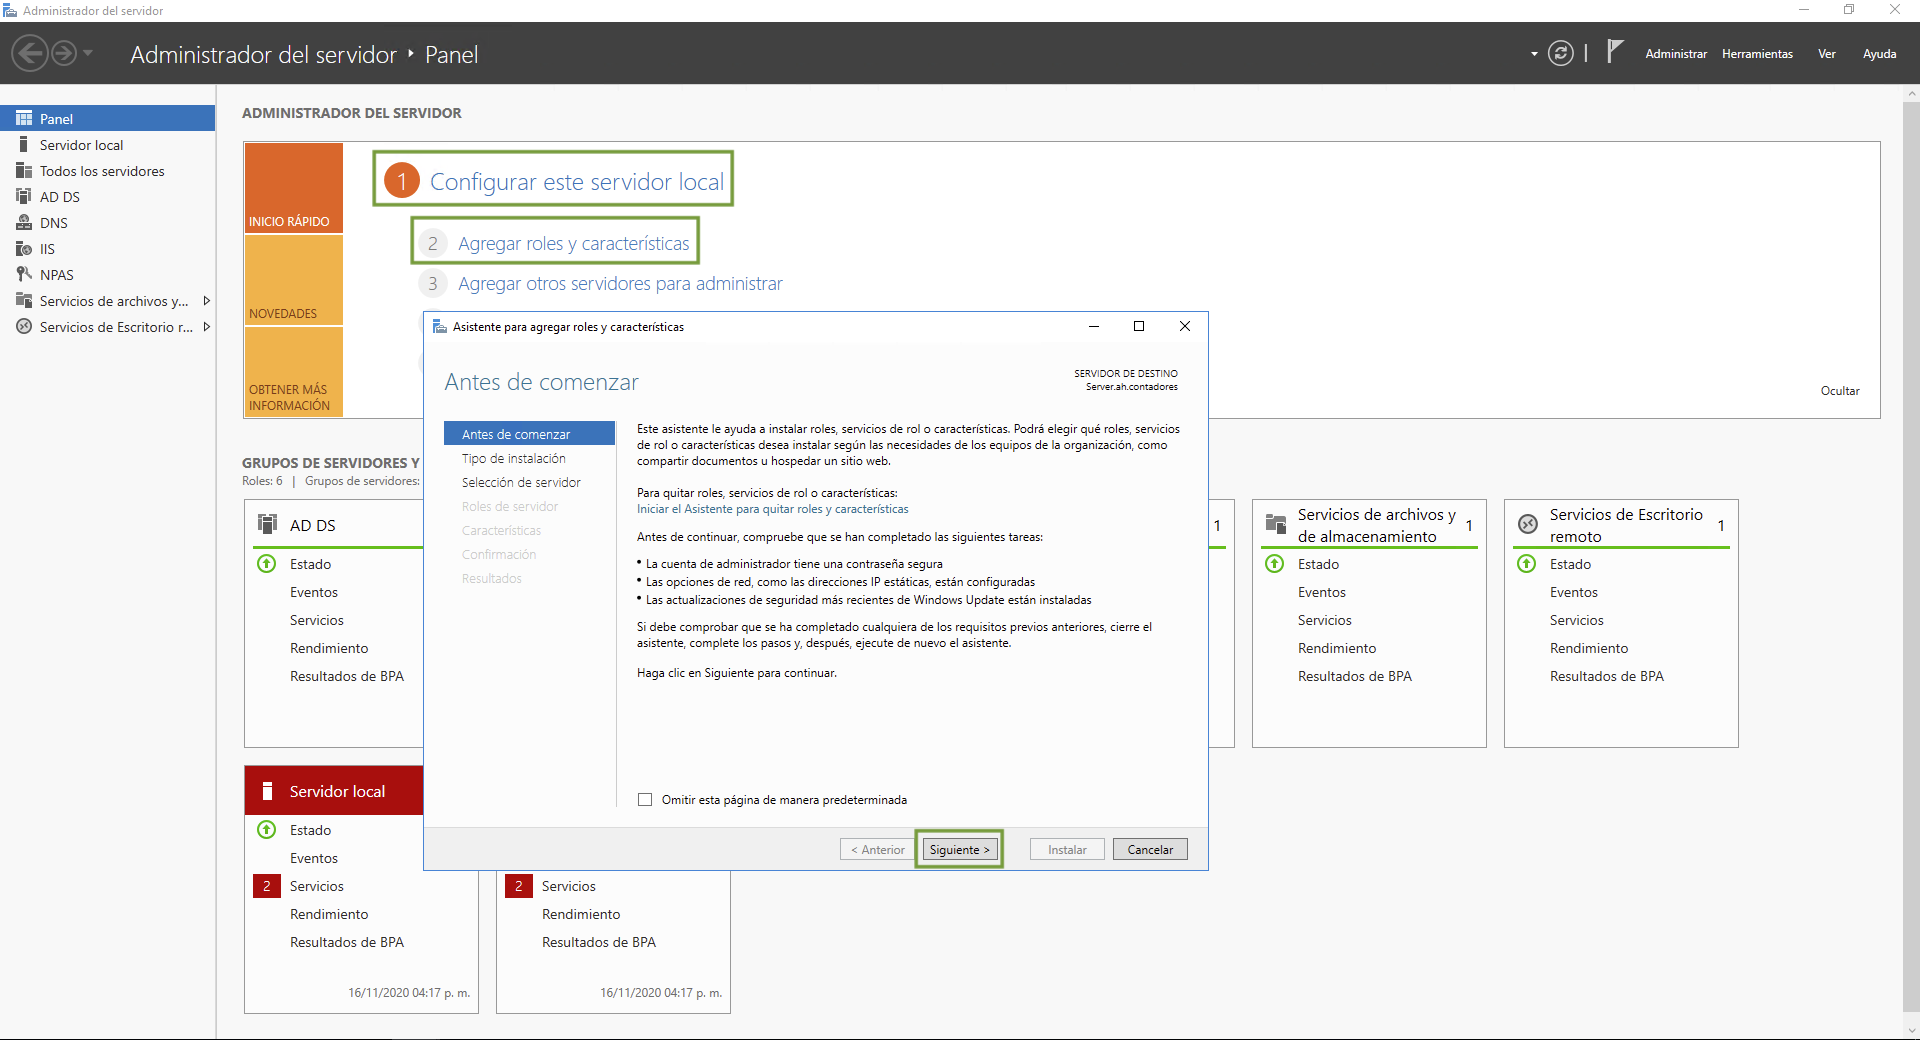 Administrador del servidor
Administrador del servidor ‣ Panel
Administrar
Herramientas
Ver
Ayuda
Panel
Servidor local
Todos los servidores
AD DS
DNS
IIS
NPAS
Servicios de archivos y...
Servicios de Escritorio r...
ADMINISTRADOR DEL SERVIDOR
INICIO RÁPIDO
NOVEDADES
OBTENER MÁS
INFORMACIÓN
1 Configurar este servidor local
2 Agregar roles y características
3 Agregar otros servidores para administrar
Ocultar
GRUPOS DE SERVIDORES Y
Roles: 6 | Grupos de servidores:
AD DS
Estado
Eventos
Servicios
Rendimiento
Resultados de BPA
1
Servicios de archivos y
de almacenamiento
1
Estado
Eventos
Servicios
Rendimiento
Resultados de BPA
Servicios de Escritorio
remoto
1
Estado
Eventos
Servicios
Rendimiento
Resultados de BPA
Servidor local
Estado
Eventos
2 Servicios
Rendimiento
Resultados de BPA
16/11/2020 04:17 p. m.
2 Servicios
Rendimiento
Resultados de BPA
16/11/2020 04:17 p. m.
Asistente para agregar roles y características
Antes de comenzar
SERVIDOR DE DESTINO
Server.ah.contadores
Antes de comenzar
Tipo de instalación
Selección de servidor
Roles de servidor
Características
Confirmación
Resultados
Este asistente le ayuda a instalar roles, servicios de rol o características. Podrá elegir qué roles, servicios
de rol o características desea instalar según las necesidades de los equipos de la organización, como
compartir documentos u hospedar un sitio web.
Para quitar roles, servicios de rol o características:
Iniciar el Asistente para quitar roles y características
Antes de continuar, compruebe que se han completado las siguientes tareas:
• La cuenta de administrador tiene una contraseña segura
• Las opciones de red, como las direcciones IP estáticas, están configuradas
• Las actualizaciones de seguridad más recientes de Windows Update están instaladas
Si debe comprobar que se ha completado cualquiera de los requisitos previos anteriores, cierre el
asistente, complete los pasos y, después, ejecute de nuevo el asistente.
Haga clic en Siguiente para continuar.
Omitir esta página de manera predeterminada
< Anterior
Siguiente >
Instalar
Cancelar